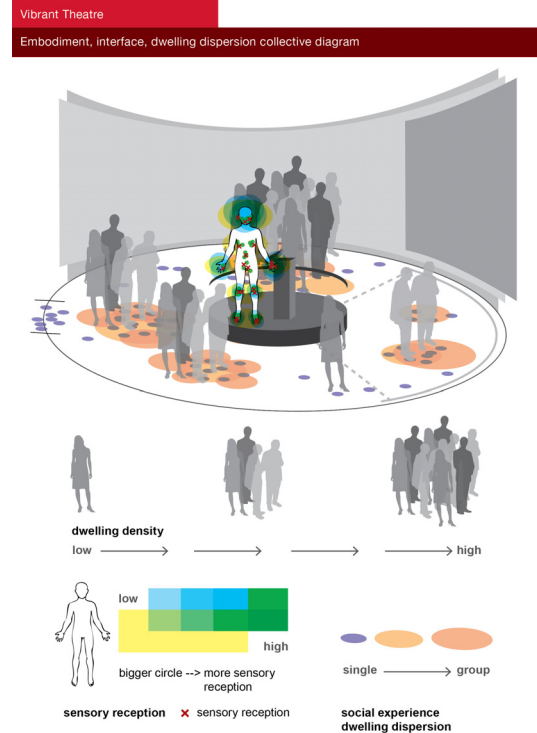 Vibrant Theatre
Embodiment, interface, dwelling dispersion collective diagram
dwelling density
low
high
low
high
bigger circle --> more sensory
reception
sensory reception
sensory reception
single
group
social experience
dwelling dispersion